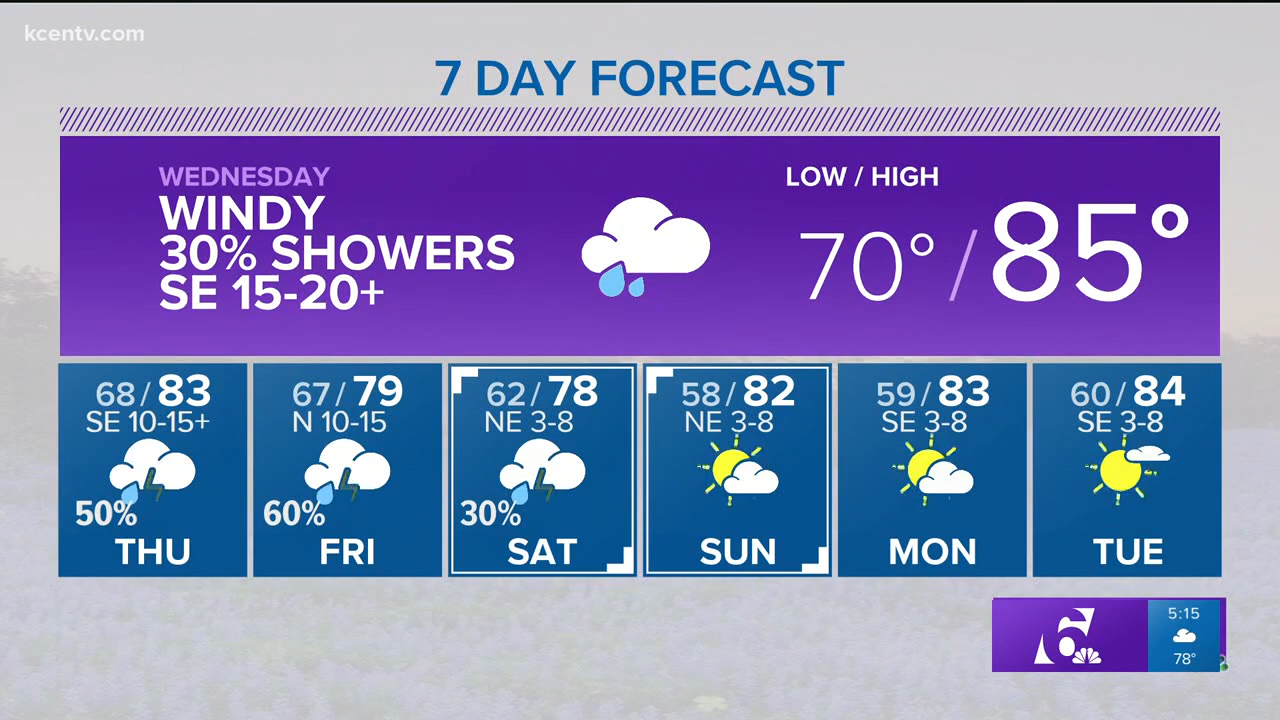 kcentv.com
7 DAY FORECAST
WEDNESDAY
WINDY
30% SHOWERS
SE 15-20+
LOW / HIGH
70° / 85°
68 / 83
SE 10-15+
50%
THU
67 / 79
N 10-15
60%
FRI
62 / 78
NE 3-8
30%
SAT
58 / 82
NE 3-8
SUN
59 / 83
SE 3-8
MON
60 / 84
SE 3-8
TUE
6
5:15
78°